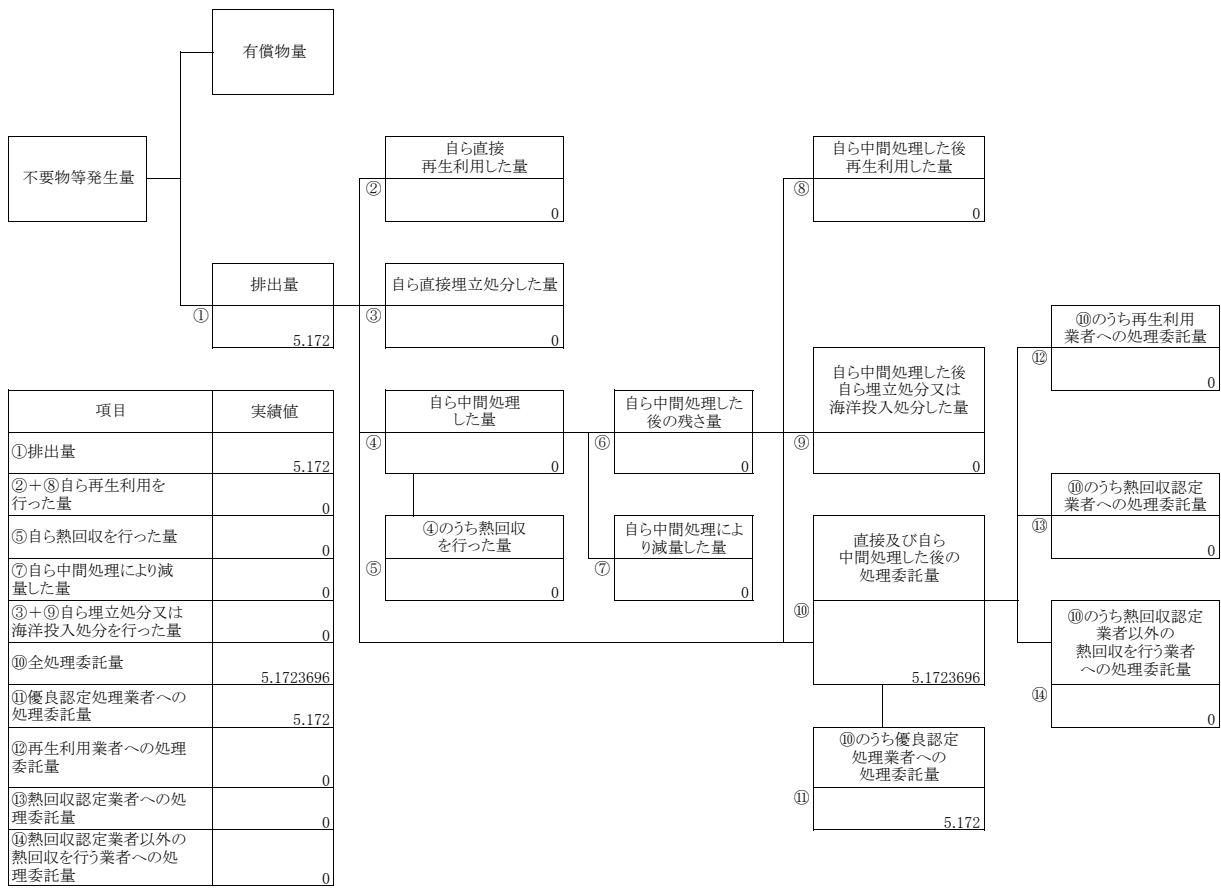 有償物量
不要物等発生量
自ら直接
再生利用した量
②
0
自ら中間処理した後
再生利用した量
⑧
0
排出量
①
5.172
自ら直接埋立処分した量
③
0
⑩のうち再生利用
業者への処理委託量
⑫
0
自ら中間処理
した量
④
0
自ら中間処理した
後の残さ量
⑥
0
自ら中間処理した後
自ら埋立処分又は
海洋投入処分した量
⑨
0
⑩のうち熱回収認定
業者への処理委託量
⑬
0
④のうち熱回収
を行った量
⑤
0
自ら中間処理によ
り減量した量
⑦
0
直接及び自ら
中間処理した後の
処理委託量
⑩
5.1723696
⑩のうち熱回収認定
業者以外の
熱回収を行う業者
への処理委託量
⑭
0
⑩のうち優良認定
処理業者への
処理委託量
⑪
5.172
項目 実績値
①排出量
5.172
②＋⑧自ら再生利用を
行った量
0
⑤自ら熱回収を行った量
0
⑦自ら中間処理により減
量した量
0
③＋⑨自ら埋立処分又は
海洋投入処分を行った量
0
⑩全処理委託量
5.1723696
⑪優良認定処理業者への
処理委託量
5.172
⑫再生利用業者への処理
委託量
0
⑬熱回収認定業者への処
理委託量
0
⑭熱回収認定業者以外の
熱回収を行う業者への処
理委託量
0